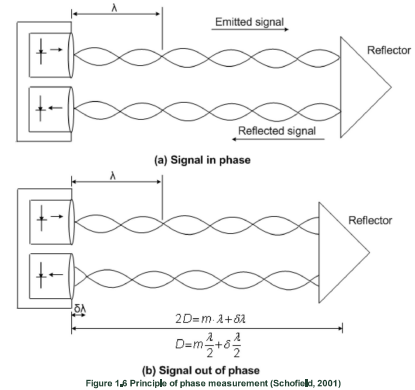 λ
Emitted signal
Reflector
Reflected signal
(a) Signal in phase
λ
Reflector
δλ
2D=m·λ+δλ
D=m λ/2+δ λ/2
(b) Signal out of phase
Figure 1.6 Principle of phase measurement (Schofield, 2001)